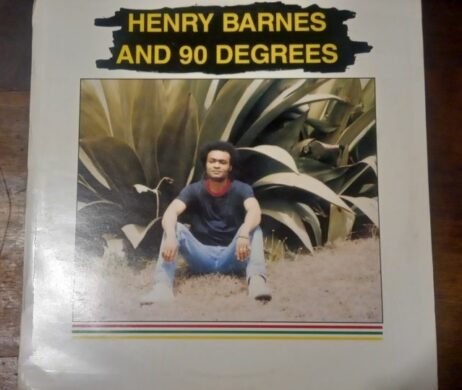 HENRY BARNES
AND 90 DEGREES